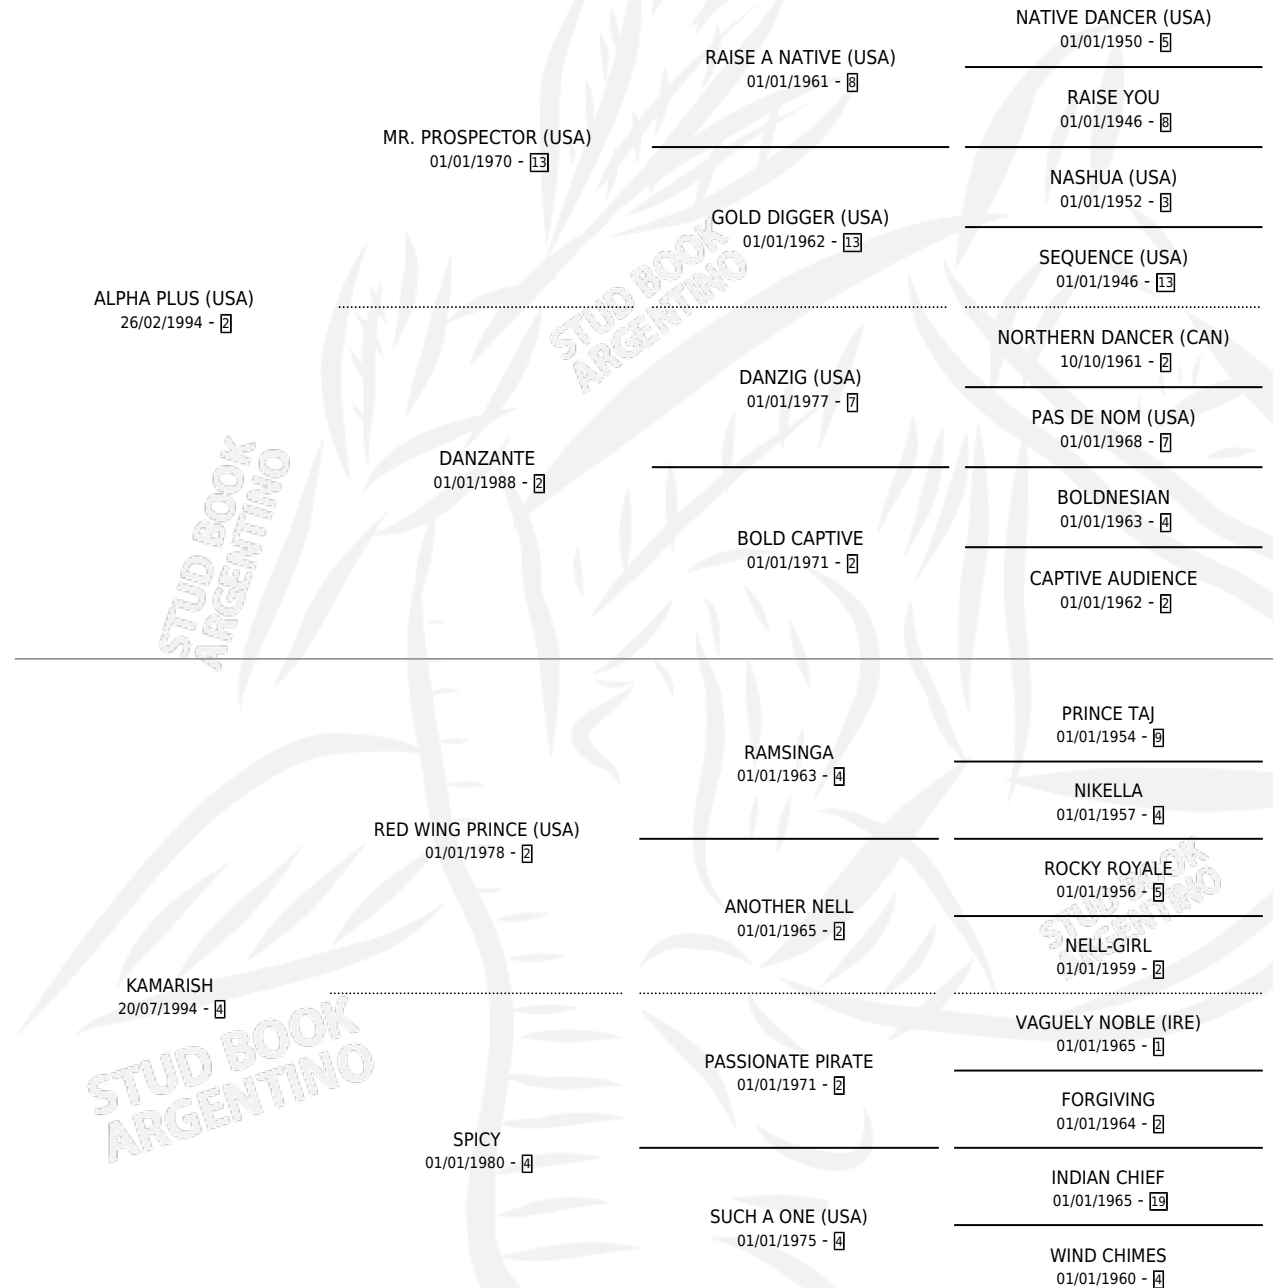 NATIVE DANCER (USA)
01/01/1950 - 5
RAISE A NATIVE (USA)
01/01/1961 - 8
RAISE YOU
01/01/1946 - 8
MR. PROSPECTOR (USA)
01/01/1970 - 13
NASHUA (USA)
01/01/1952 - 3
GOLD DIGGER (USA)
01/01/1962 - 13
SEQUENCE (USA)
01/01/1946 - 13
ALPHA PLUS (USA)
26/02/1994 - 2
NORTHERN DANCER (CAN)
10/10/1961 - 2
DANZIG (USA)
01/01/1977 - 7
PAS DE NOM (USA)
01/01/1968 - 7
DANZANTE
01/01/1988 - 2
BOLDNESIAN
01/01/1963 - 4
BOLD CAPTIVE
01/01/1971 - 2
CAPTIVE AUDIENCE
01/01/1962 - 2
PRINCE TAJ
01/01/1954 - 9
RAMSINGA
01/01/1963 - 4
NIKELLA
01/01/1957 - 4
RED WING PRINCE (USA)
01/01/1978 - 2
ROCKY ROYALE
01/01/1956 - 5
ANOTHER NELL
01/01/1965 - 2
NELL-GIRL
01/01/1959 - 2
KAMARISH
20/07/1994 - 4
VAGUELY NOBLE (IRE)
01/01/1965 - 1
PASSIONATE PIRATE
01/01/1971 - 2
FORGIVING
01/01/1964 - 2
SPICY
01/01/1980 - 4
INDIAN CHIEF
01/01/1965 - 19
SUCH A ONE (USA)
01/01/1975 - 4
WIND CHIMES
01/01/1960 - 4
STUD BOOK
ARGENTINO
STUD BOOK
ARGENTINO
STUD BOOK
ARGENTINO
STUD BOOK
ARGENTINO